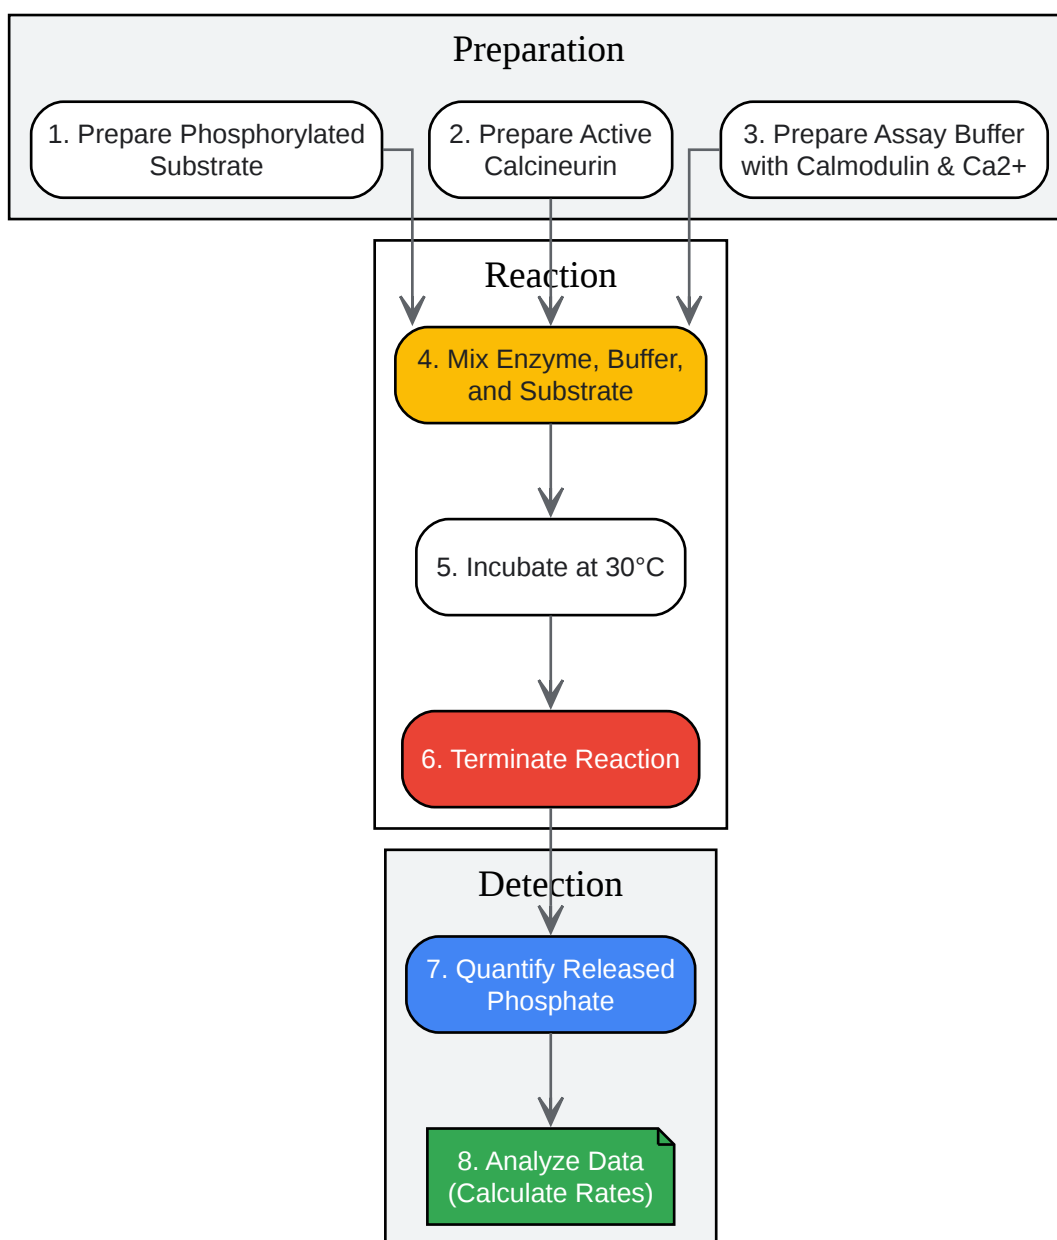 Preparation
1. Prepare Phosphorylated
Substrate
2. Prepare Active
Calcineurin
3. Prepare Assay Buffer
with Calmodulin & Ca2+
Reaction
4. Mix Enzyme, Buffer,
and Substrate
5. Incubate at 30°C
6. Terminate Reaction
Detection
7. Quantify Released
Phosphate
8. Analyze Data
(Calculate Rates)